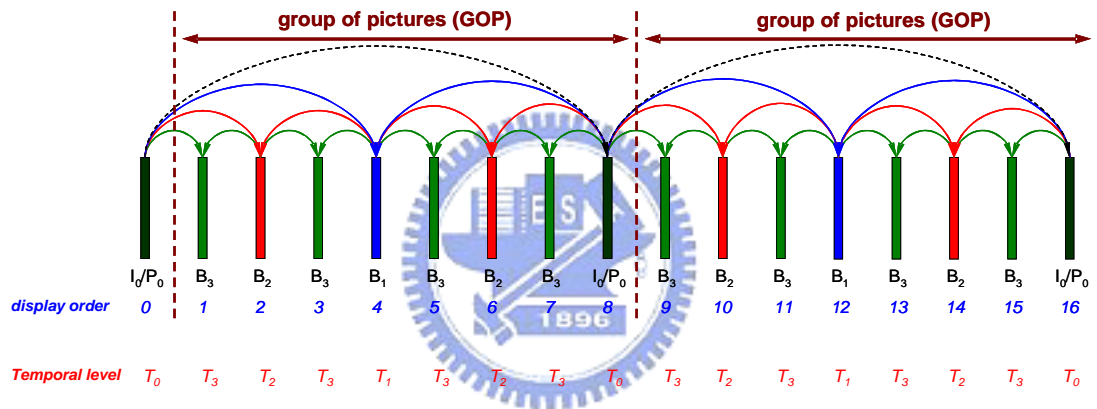 group of pictures (GOP) group of pictures (GOP)
E S
I₀/P₀ B₃ B₂ B₃ B₁ B₃ B₂ B₃ I₀/P₀ B₃ B₂ B₃ B₁ B₃ B₂ B₃ I₀/P₀
display order 0 1 2 3 4 5 6 7 8 9 10 11 12 13 14 15 16
1896
Temporal level T₀ T₃ T₂ T₃ T₁ T₃ T₂ T₃ T₀ T₃ T₂ T₃ T₁ T₃ T₂ T₃ T₀